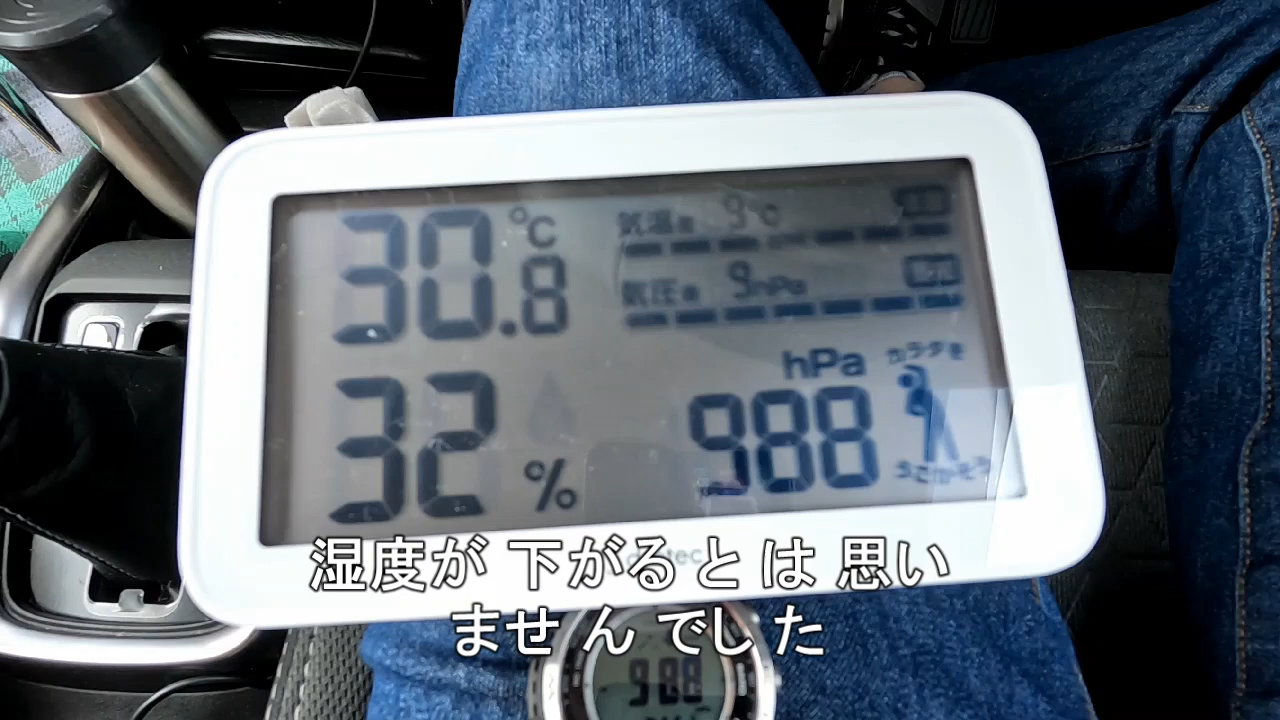 30.8 °C
気温差 9℃
気圧差 9hPa
32 %
hPa
988
カラダを
うごかそう
湿度が 下がるとは 思い
ませんでした
988